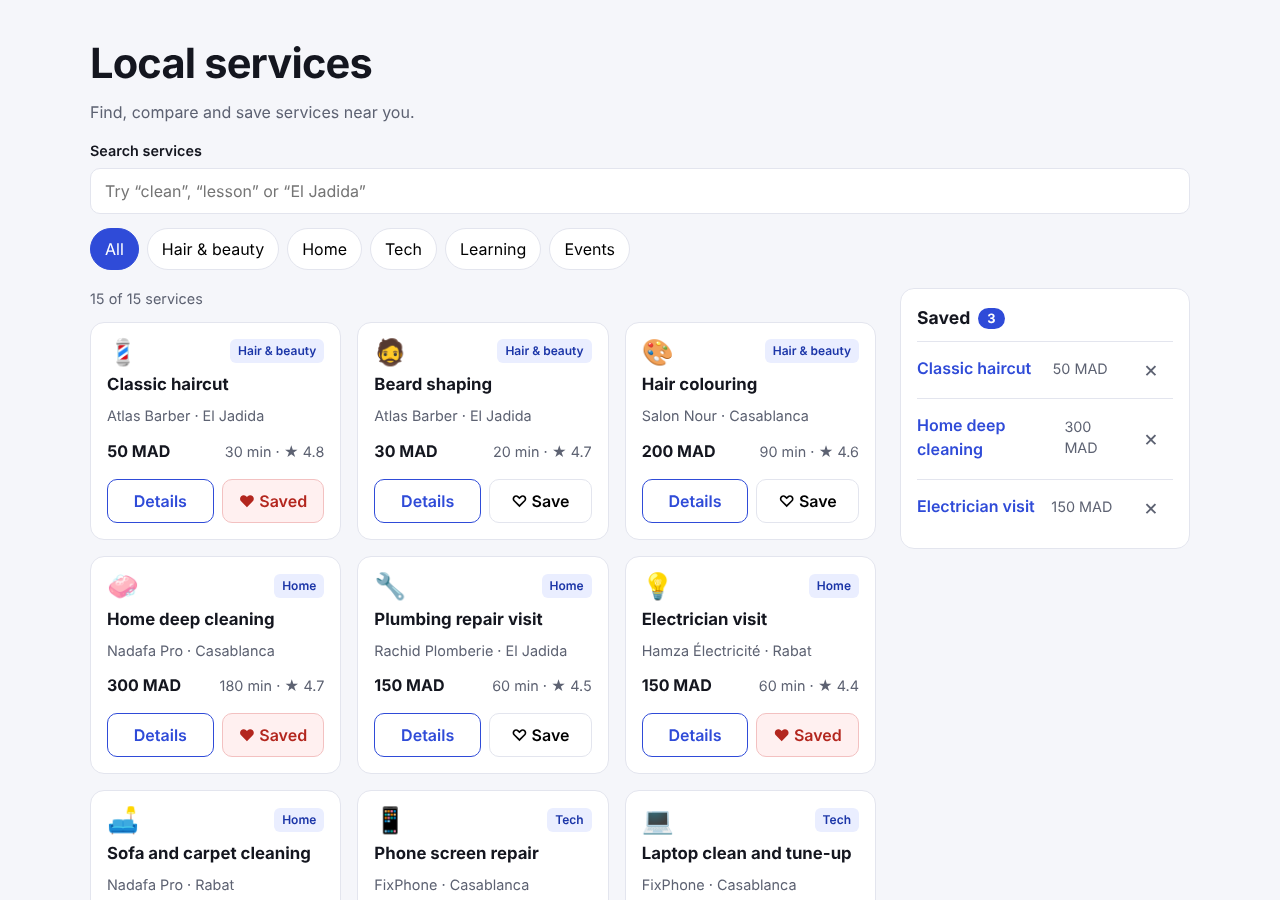 Local services
Find, compare and save services near you.
Search services
Try “clean”, “lesson” or “El Jadida”
All
Hair & beauty
Home
Tech
Learning
Events
15 of 15 services
Hair & beauty
Classic haircut
Atlas Barber · El Jadida
50 MAD
30 min · ★ 4.8
Details
♥ Saved
Hair & beauty
Beard shaping
Atlas Barber · El Jadida
30 MAD
20 min · ★ 4.7
Details
♡ Save
Hair & beauty
Hair colouring
Salon Nour · Casablanca
200 MAD
90 min · ★ 4.6
Details
♡ Save
Home
Home deep cleaning
Nadafa Pro · Casablanca
300 MAD
180 min · ★ 4.7
Details
♥ Saved
Home
Plumbing repair visit
Rachid Plomberie · El Jadida
150 MAD
60 min · ★ 4.5
Details
♡ Save
Home
Electrician visit
Hamza Électricité · Rabat
150 MAD
60 min · ★ 4.4
Details
♥ Saved
Home
Sofa and carpet cleaning
Nadafa Pro · Rabat
Tech
Phone screen repair
FixPhone · Casablanca
Tech
Laptop clean and tune-up
FixPhone · Casablanca
Saved 3
Classic haircut
50 MAD
✕
Home deep
cleaning
300
MAD
✕
Electrician visit
150 MAD
✕